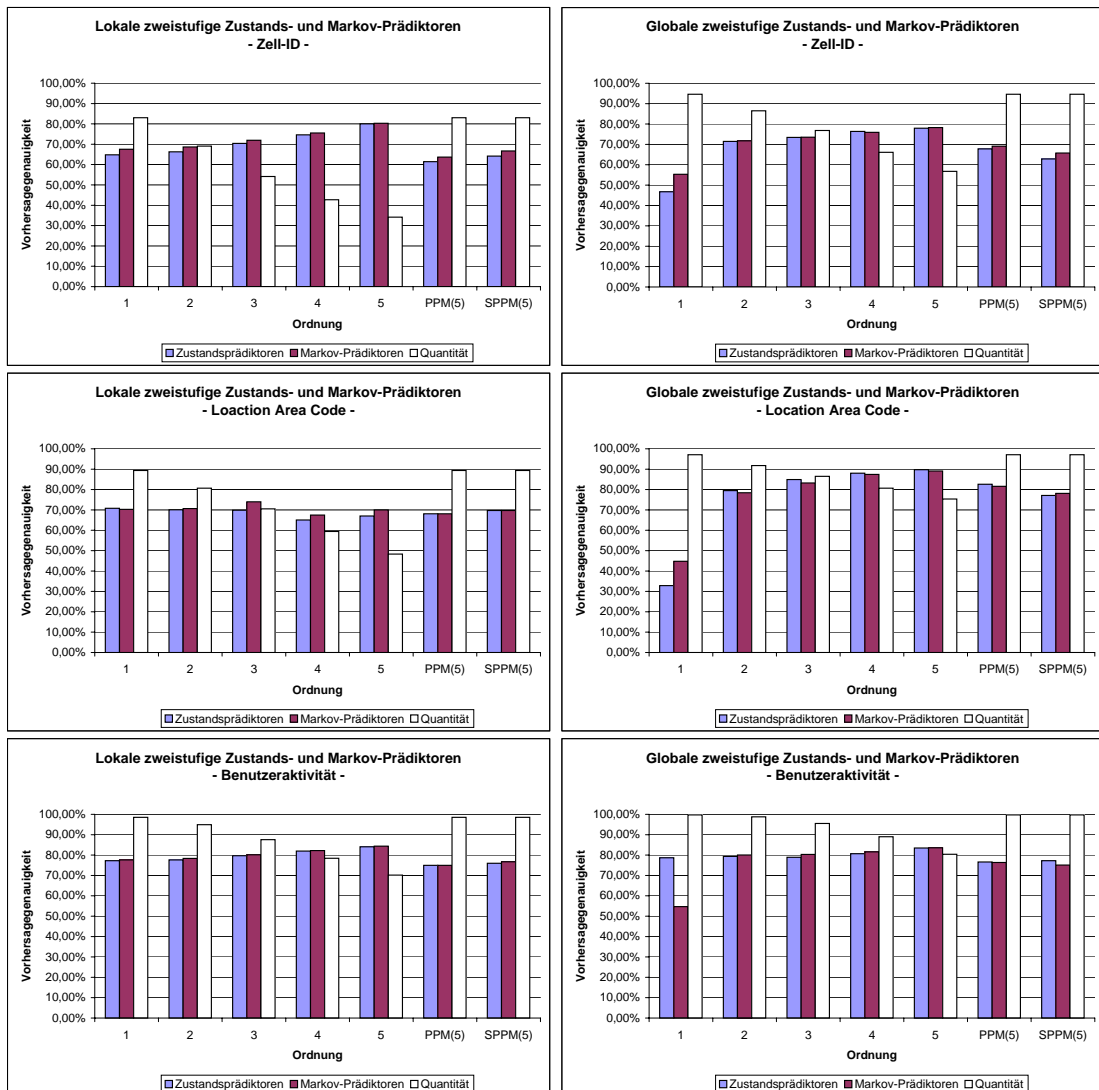 Lokale zweistufige Zustands- und Markov-Prädiktoren
- Zell-ID -
100,00%
90,00%
80,00%
70,00%
60,00%
50,00%
40,00%
30,00%
20,00%
10,00%
0,00%
Vorhersagegenauigkeit
1 2 3 4 5 PPM(5) SPPM(5)
Ordnung
Zustandsprädiktoren Markov-Prädiktoren Quantität
Globale zweistufige Zustands- und Markov-Prädiktoren
- Zell-ID -
100,00%
90,00%
80,00%
70,00%
60,00%
50,00%
40,00%
30,00%
20,00%
10,00%
0,00%
Vorhersagegenauigkeit
1 2 3 4 5 PPM(5) SPPM(5)
Ordnung
Zustandsprädiktoren Markov-Prädiktoren Quantität
Lokale zweistufige Zustands- und Markov-Prädiktoren
- Loaction Area Code -
100,00%
90,00%
80,00%
70,00%
60,00%
50,00%
40,00%
30,00%
20,00%
10,00%
0,00%
Vorhersagegenauigkeit
1 2 3 4 5 PPM(5) SPPM(5)
Ordnung
Zustandsprädiktoren Markov-Prädiktoren Quantität
Globale zweistufige Zustands- und Markov-Prädiktoren
- Location Area Code -
100,00%
90,00%
80,00%
70,00%
60,00%
50,00%
40,00%
30,00%
20,00%
10,00%
0,00%
Vorhersagegenauigkeit
1 2 3 4 5 PPM(5) SPPM(5)
Ordnung
Zustandsprädiktoren Markov-Prädiktoren Quantität
Lokale zweistufige Zustands- und Markov-Prädiktoren
- Benutzeraktivität -
100,00%
90,00%
80,00%
70,00%
60,00%
50,00%
40,00%
30,00%
20,00%
10,00%
0,00%
Vorhersagegenauigkeit
1 2 3 4 5 PPM(5) SPPM(5)
Ordnung
Zustandsprädiktoren Markov-Prädiktoren Quantität
Globale zweistufige Zustands- und Markov-Prädiktoren
- Benutzeraktivität -
100,00%
90,00%
80,00%
70,00%
60,00%
50,00%
40,00%
30,00%
20,00%
10,00%
0,00%
Vorhersagegenauigkeit
1 2 3 4 5 PPM(5) SPPM(5)
Ordnung
Zustandsprädiktoren Markov-Prädiktoren Quantität